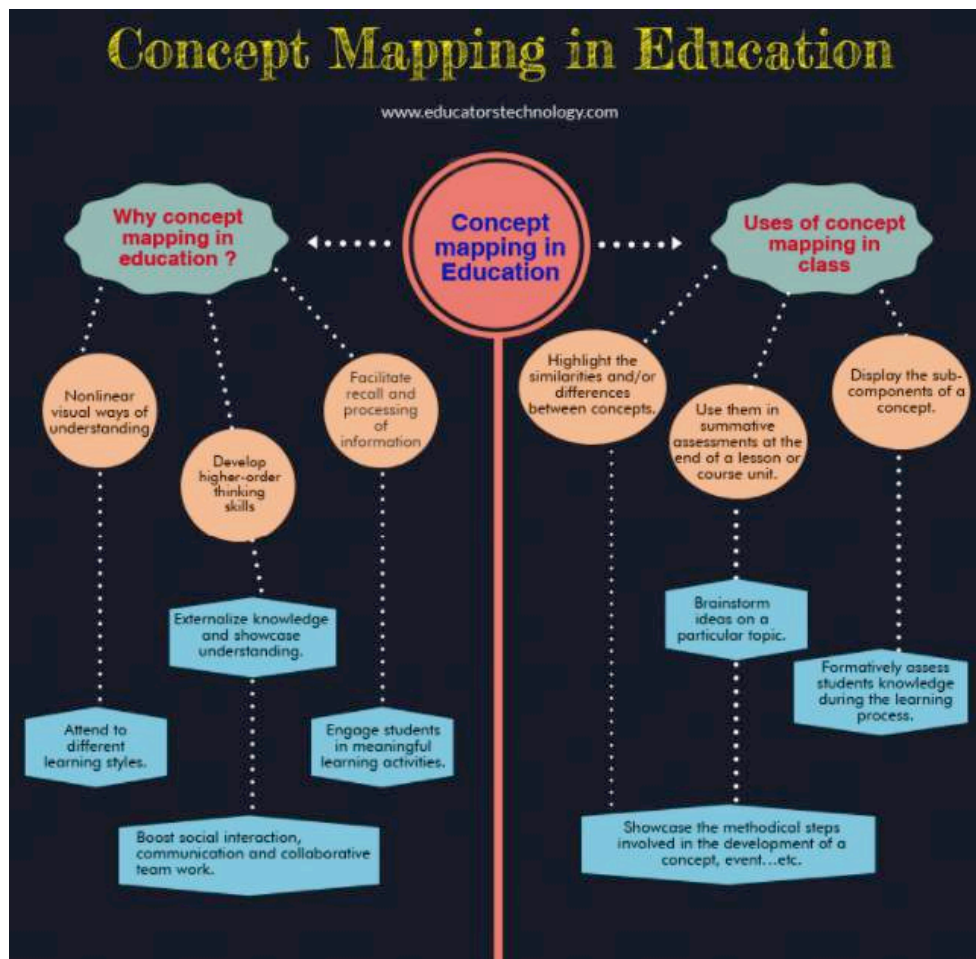 Concept Mapping in Education
www.educatorstechnology.com
Concept
mapping in
Education
Why concept
mapping in
education ?
Nonlinear
visual ways of
understanding
Develop
higher-order
thinking
skills
Facilitate
recall and
processing
of
information
Externalize knowledge
and showcase
understanding.
Attend to
different
learning styles.
Engage students
in meaningful
learning activities.
Boost social interaction,
communication and collaborative
team work.
Uses of concept
mapping in
class
Highlight the
similarities and/or
differences
between concepts.
Use them in
summative
assessments at the
end of a lesson or
course unit.
Display the sub-
components of a
concept.
Brainstorm
ideas on a
particular topic.
Formatively assess
students knowledge
during the learning
process.
Showcase the methodical steps
involved in the development of a
concept, event...etc.